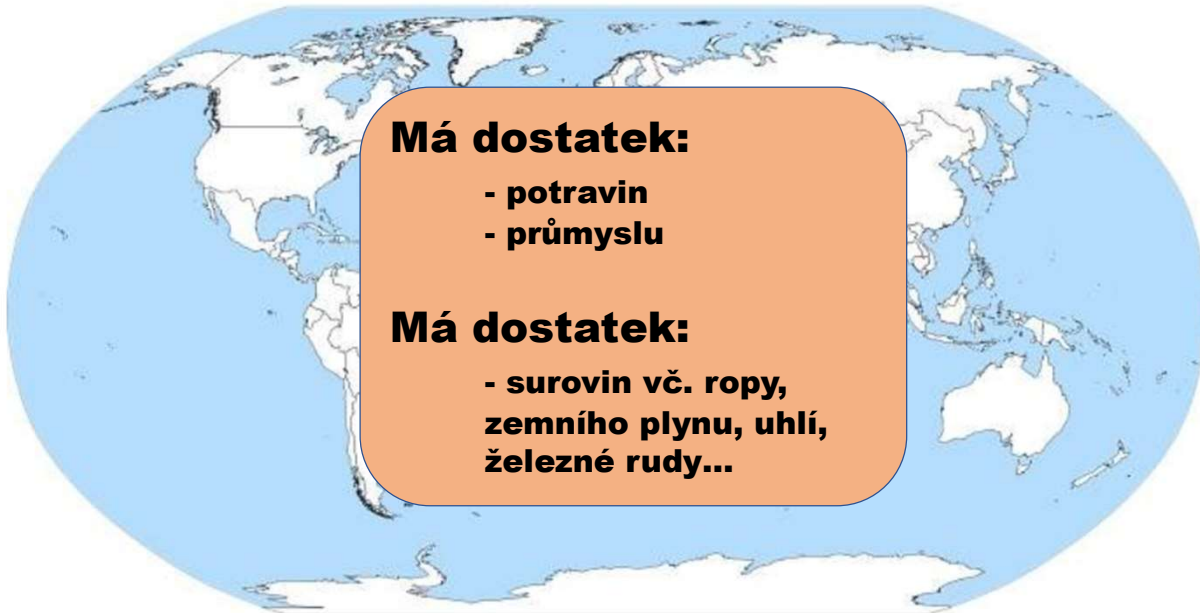 Má dostatek:
- potravin
- průmyslu
Má dostatek:
- surovin vč. ropy,
zemního plynu, uhlí,
železné rudy...